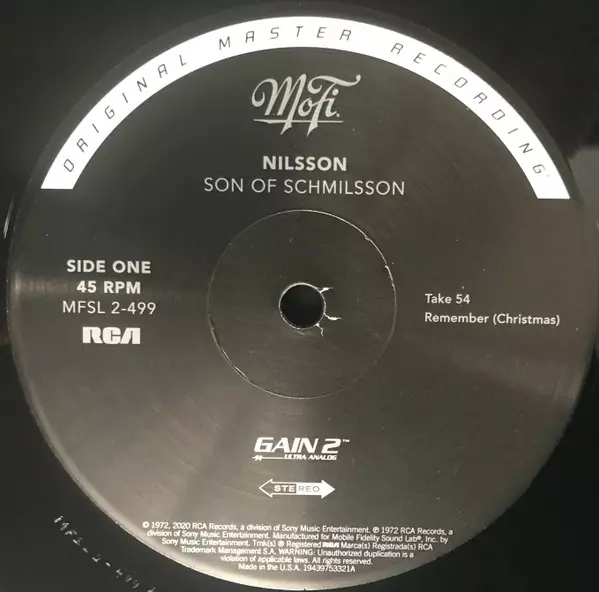 ORIGINAL MASTER RECORDING
MoFi
NILSSON
SON OF SCHMILSSON
SIDE ONE
45 RPM
MFSL 2-499
RCA
Take 54
Remember (Christmas)
GAIN 2™
ULTRA ANALOG
STEREO
© 1972, 2020 RCA Records, a division of Sony Music Entertainment. ℗ 1972 RCA
Records, a division of Sony Music Entertainment. Manufactured for Mobile Fidelity Sound Lab®, Inc. by
Sony Music Entertainment. Tmk(s) ® Registered RCA Marca(s) Registrada(s) RCA
Trademark Management S.A. WARNING: Unauthorized duplication is a
violation of applicable laws. All rights reserved.
Made in the U.S.A. 19439753321A